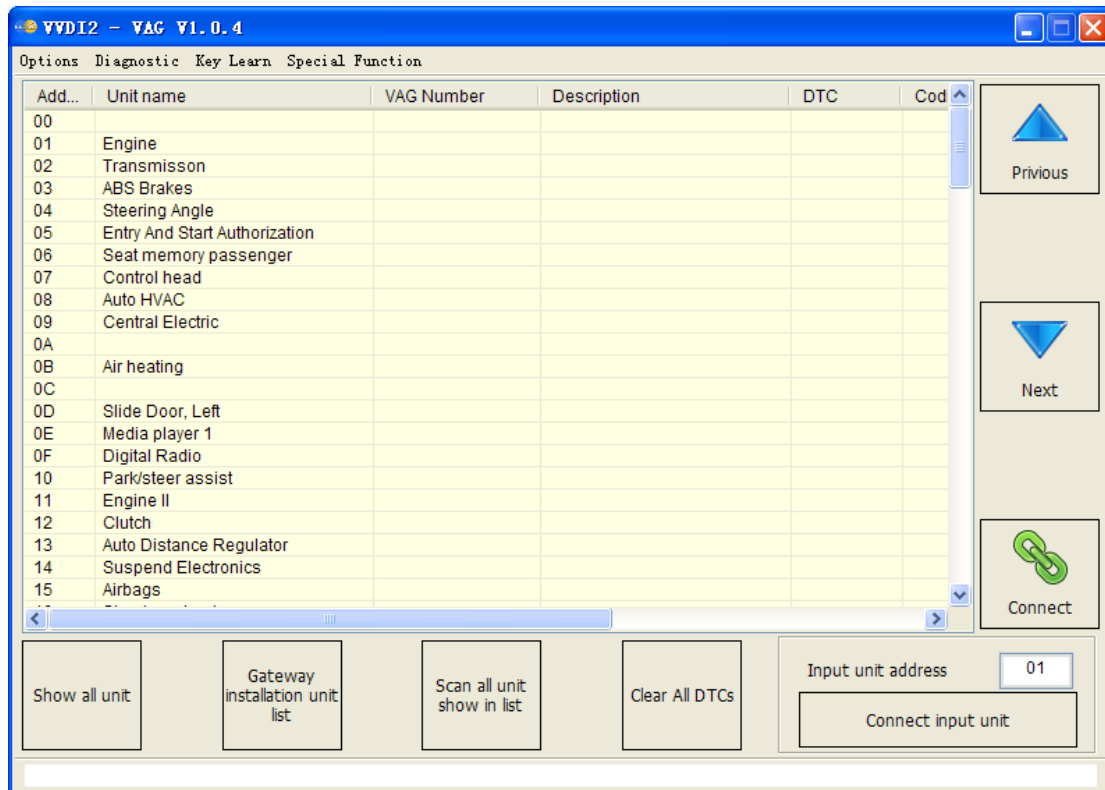 VVDI2 - VAG V1.0.4
Options Diagnostic Key Learn Special Function
Add... Unit name VAG Number Description DTC Cod
00
01 Engine
02 Transmisson
03 ABS Brakes
04 Steering Angle
05 Entry And Start Authorization
06 Seat memory passenger
07 Control head
08 Auto HVAC
09 Central Electric
0A
0B Air heating
0C
0D Slide Door, Left
0E Media player 1
0F Digital Radio
10 Park/steer assist
11 Engine II
12 Clutch
13 Auto Distance Regulator
14 Suspend Electronics
15 Airbags
Privious
Next
Connect
Show all unit
Gateway
installation unit
list
Scan all unit
show in list
Clear All DTCs
Input unit address 01
Connect input unit